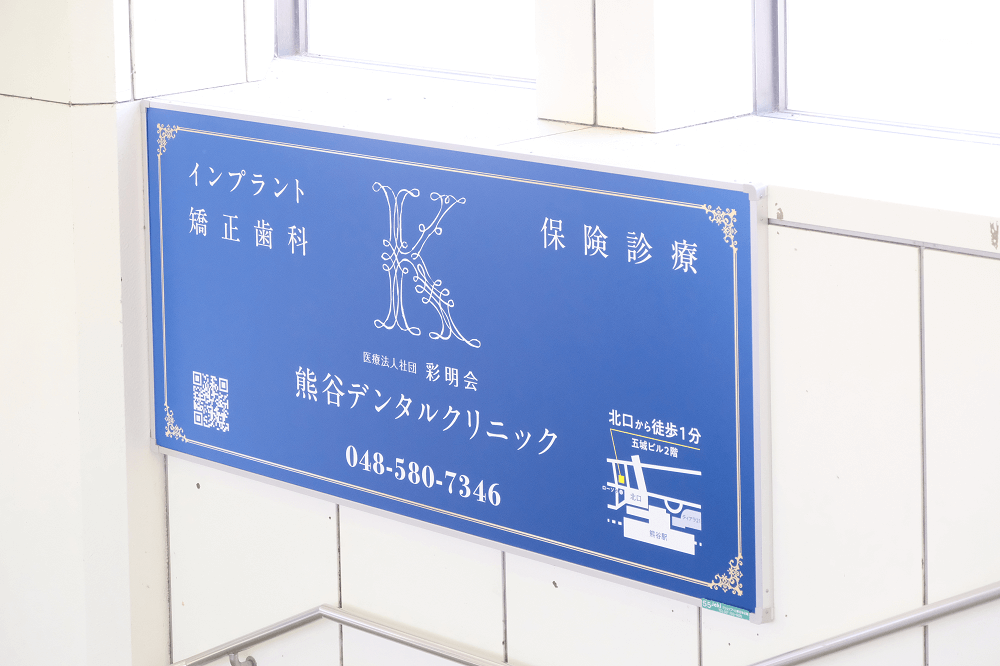 インプラント
矯正歯科
K
保険診療
医療法人社団 彩明会
熊谷デンタルクリニック
048-580-7346
北口から徒歩1分
五城ビル2階
北口
熊谷駅